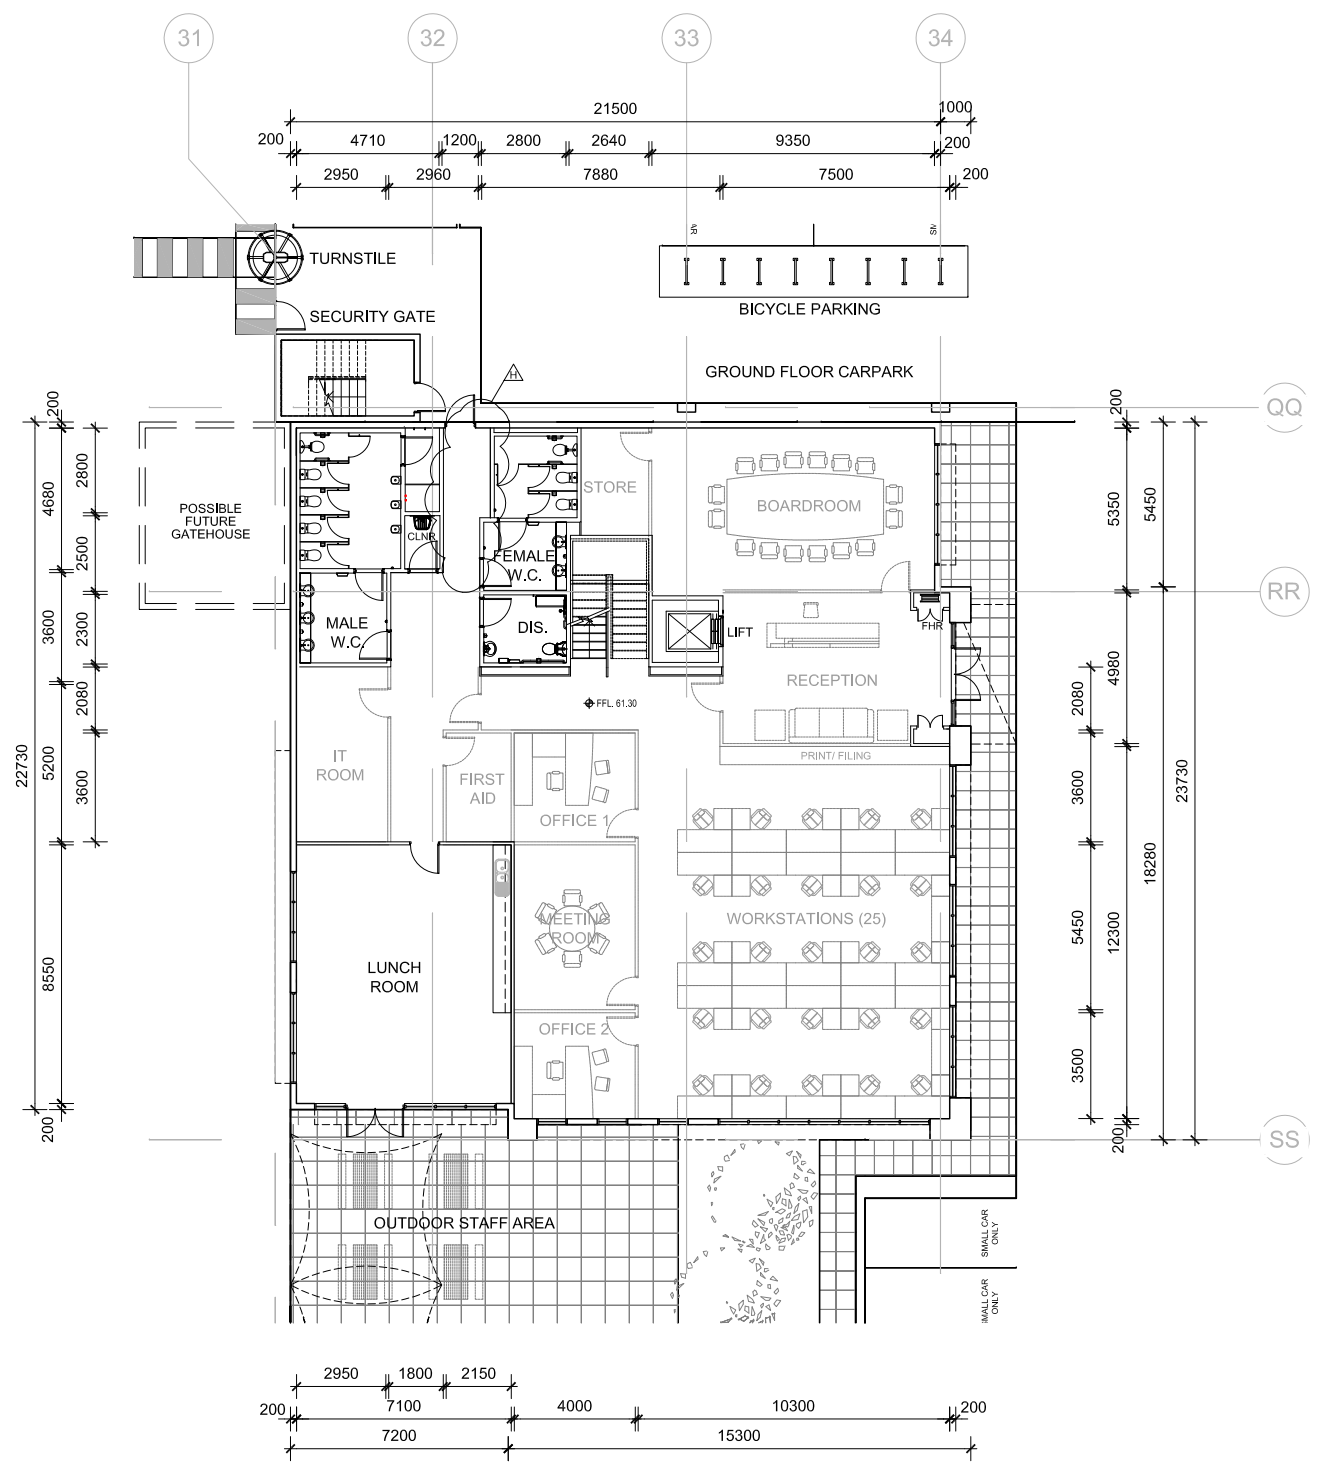 31
32
33
34
21500
1000
200
4710
1200
2800
2640
9350
200
2950
2960
7880
7500
200
AR
SW
TURNSTILE
SECURITY GATE
BICYCLE PARKING
GROUND FLOOR CARPARK
H
QQ
RR
SS
POSSIBLE
FUTURE
GATEHOUSE
STORE
BOARDROOM
CLNR
FEMALE
W.C.
MALE
W.C.
DIS.
LIFT
FHR
RECEPTION
FFL. 61.30
PRINT/ FILING
IT
ROOM
FIRST
AID
OFFICE 1
MEETING
ROOM
WORKSTATIONS (25)
LUNCH
ROOM
OFFICE 2
OUTDOOR STAFF AREA
SMALL CAR
ONLY
SMALL CAR
ONLY
22730
200
4680
3600
5200
8550
200
2800
2500
2300
2080
3600
2080
3600
5450
3500
200
5350
4980
12300
200
5450
18280
23730
2950
1800
2150
200
7100
4000
10300
200
7200
15300